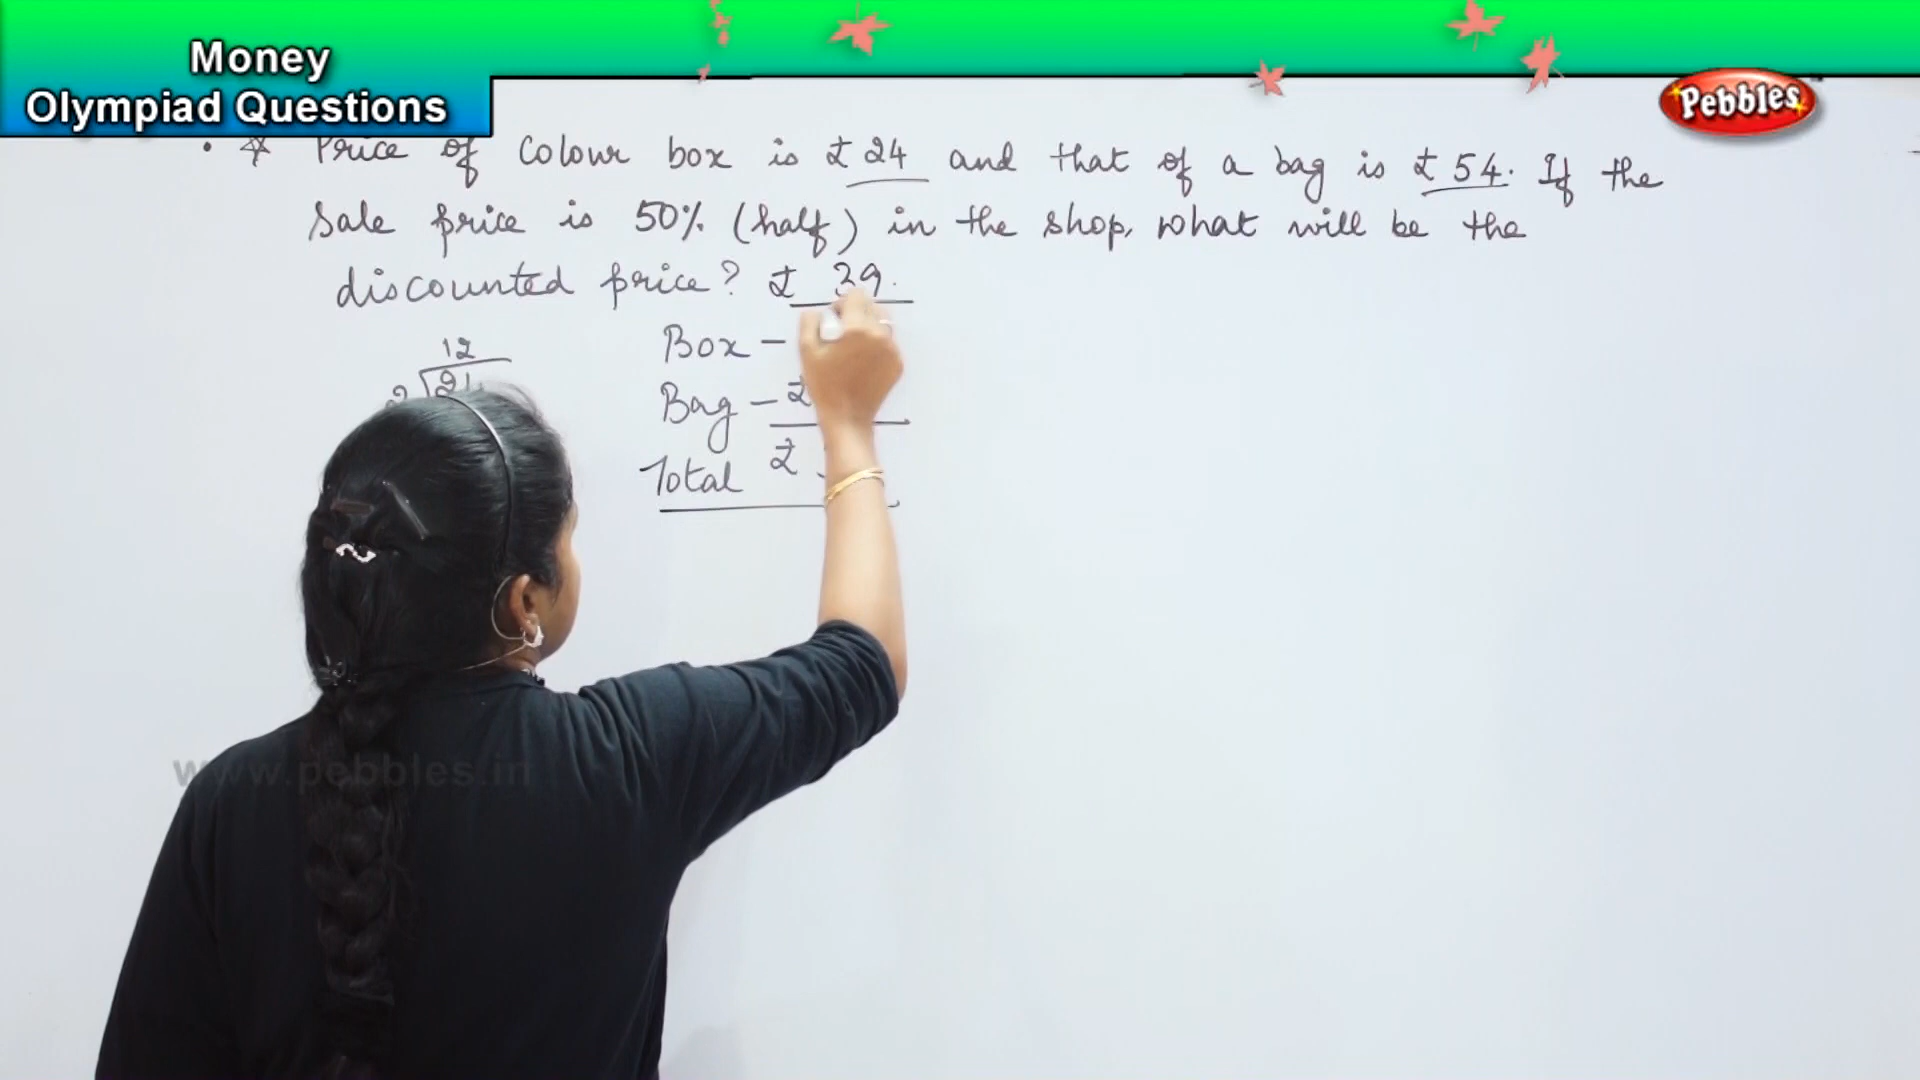 Money
Olympiad Questions
Pebbles
Price of Colour box is ₹ 24 and that of a bag is ₹ 54. If the
Sale price is 50% (half) in the shop, what will be the
discounted price? ₹ 39.
12
2 24
Box -
Bag - ₹
Total ₹
www.pebbles.in